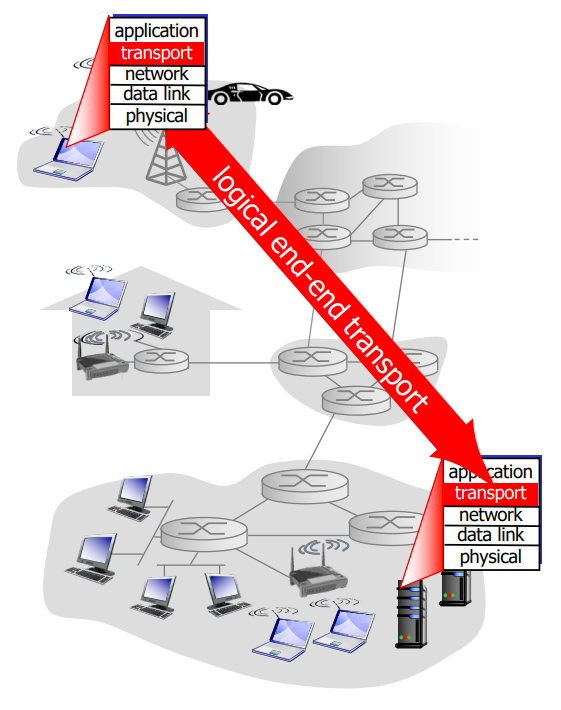 application
transport
network
data link
physical
logical end-end transport
application
transport
network
data link
physical